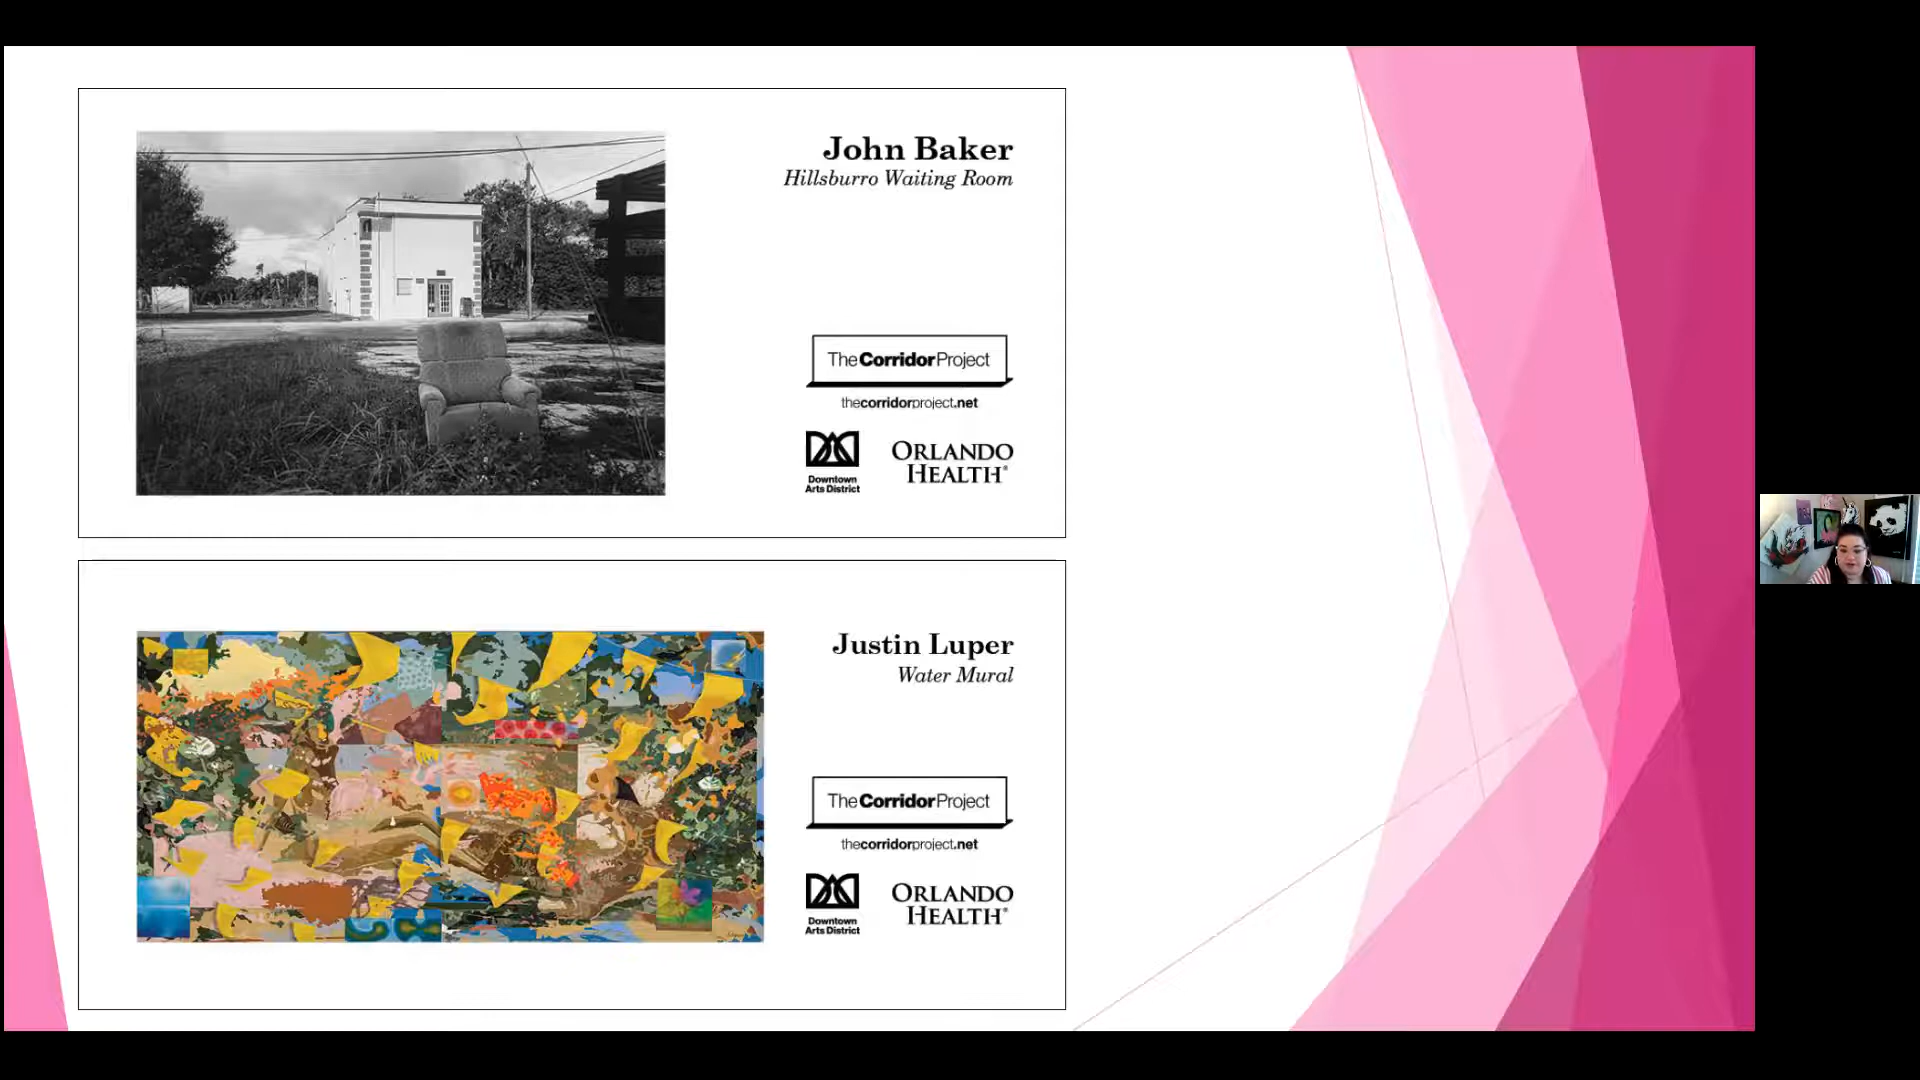 John Baker
Hillsburro Waiting Room
TheCorridorProject
thecorridorproject.net
Downtown
Arts District
ORLANDO
HEALTH®
Justin Luper
Water Mural
TheCorridorProject
thecorridorproject.net
Downtown
Arts District
ORLANDO
HEALTH®